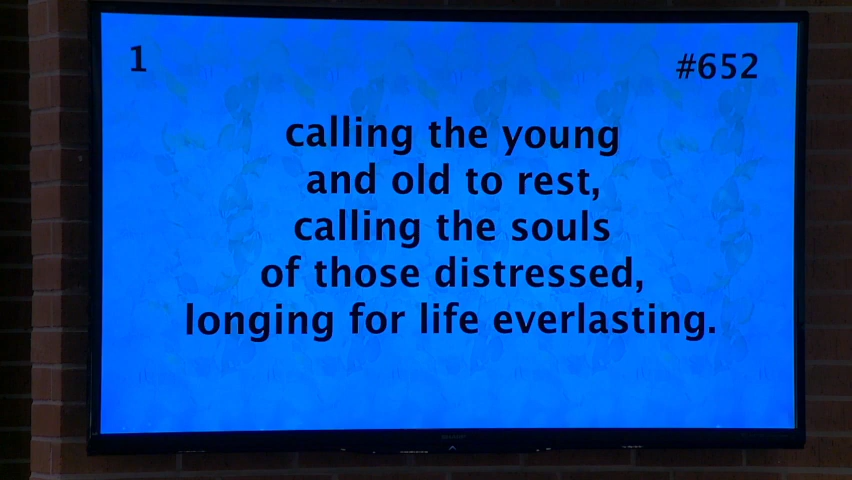 1
#652
calling the young
and old to rest,
calling the souls
of those distressed,
longing for life everlasting.
SHARP